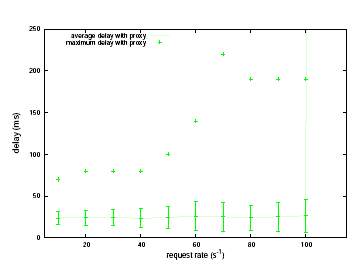 250
200
150
100
50
0
delay (ms)
average delay with proxy
maximum delay with proxy
20
40
60
80
100
request rate (s⁻¹)